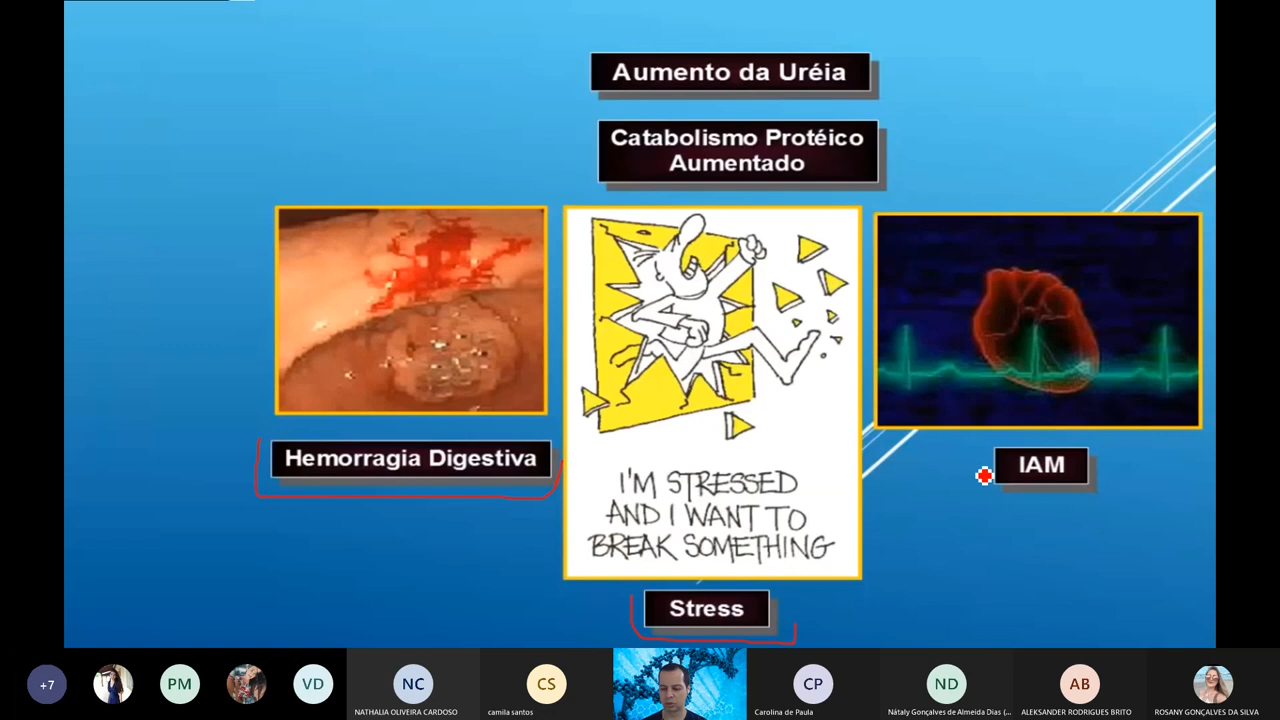 Aumento da Uréia
Catabolismo Protéico
Aumentado
Hemorragia Digestiva
I'M STRESSED
AND I WANT TO
BREAK SOMETHING
IAM
Stress
+7
PM
VD
NC
NATHALIA OLIVEIRA CARDOSO
CS
camila santos
CP
Carolina de Paula
ND
Nátaly Gonçalves de Almeida Dias (...
AB
ALEKSANDER RODRIGUES BRITO
ROSANY GONÇALVES DA SILVA